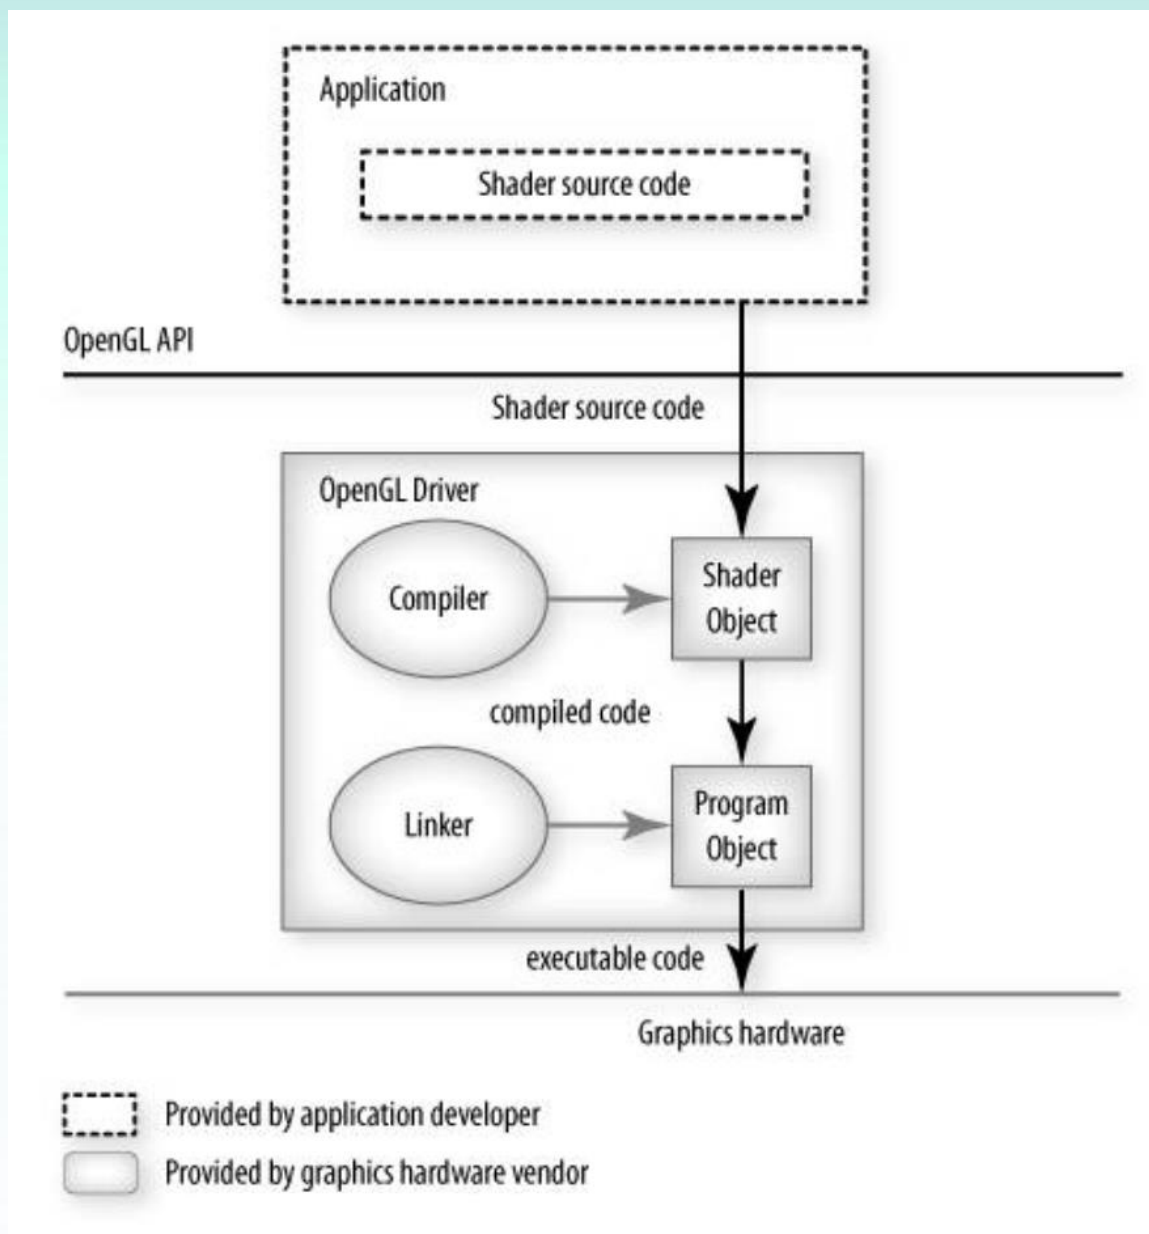 Application
Shader source code
OpenGL API
Shader source code
OpenGL Driver
Compiler
Shader
Object
compiled code
Linker
Program
Object
executable code
Graphics hardware
Provided by application developer
Provided by graphics hardware vendor